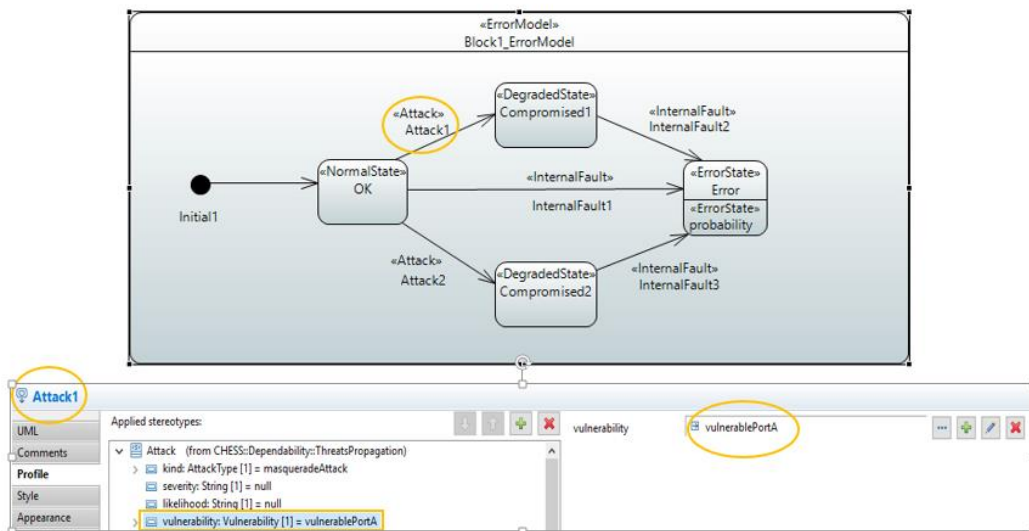 «ErrorModel»
Block1_ErrorModel
«DegradedState»
Compromised1
«Attack»
Attack1
«InternalFault»
InternalFault2
«NormalState»
OK
«InternalFault»
InternalFault1
«ErrorState»
Error
«ErrorState»
probability
Initial1
«Attack»
Attack2
«DegradedState»
Compromised2
«InternalFault»
InternalFault3
Attack1
UML
Comments
Profile
Style
Appearance
Applied stereotypes:
Attack (from CHESS::Dependability::ThreatsPropagation)
kind: AttackType [1] = masqueradeAttack
severity: String [1] = null
likelihood: String [1] = null
vulnerability: Vulnerability [1] = vulnerablePortA
vulnerability
vulnerablePortA